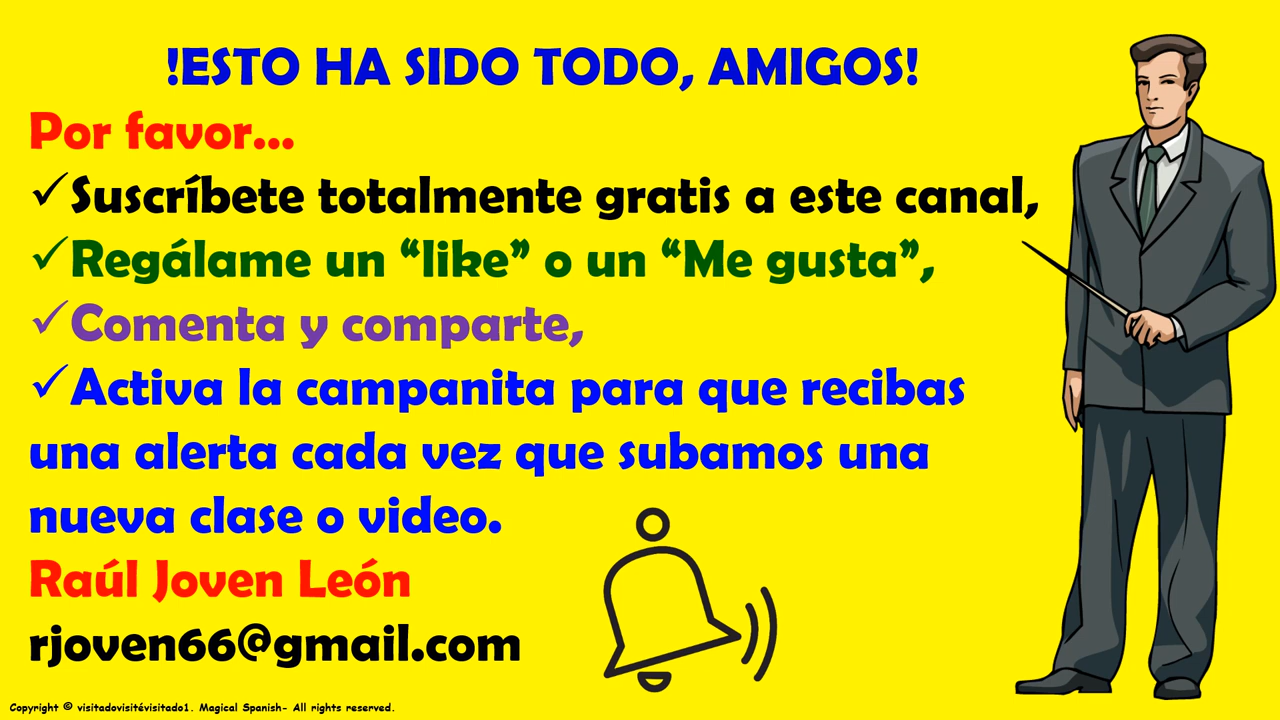 !ESTO HA SIDO TODO, AMIGOS!
Por favor...
✓Suscríbete totalmente gratis a este canal,
✓Regálame un “like” o un “Me gusta”,
✓Comenta y comparte,
✓Activa la campanita para que recibas
una alerta cada vez que subamos una
nueva clase o video.
Raúl Joven León
rjoven66@gmail.com
Copyright © visitadovisitévisitado1. Magical Spanish- All rights reserved.